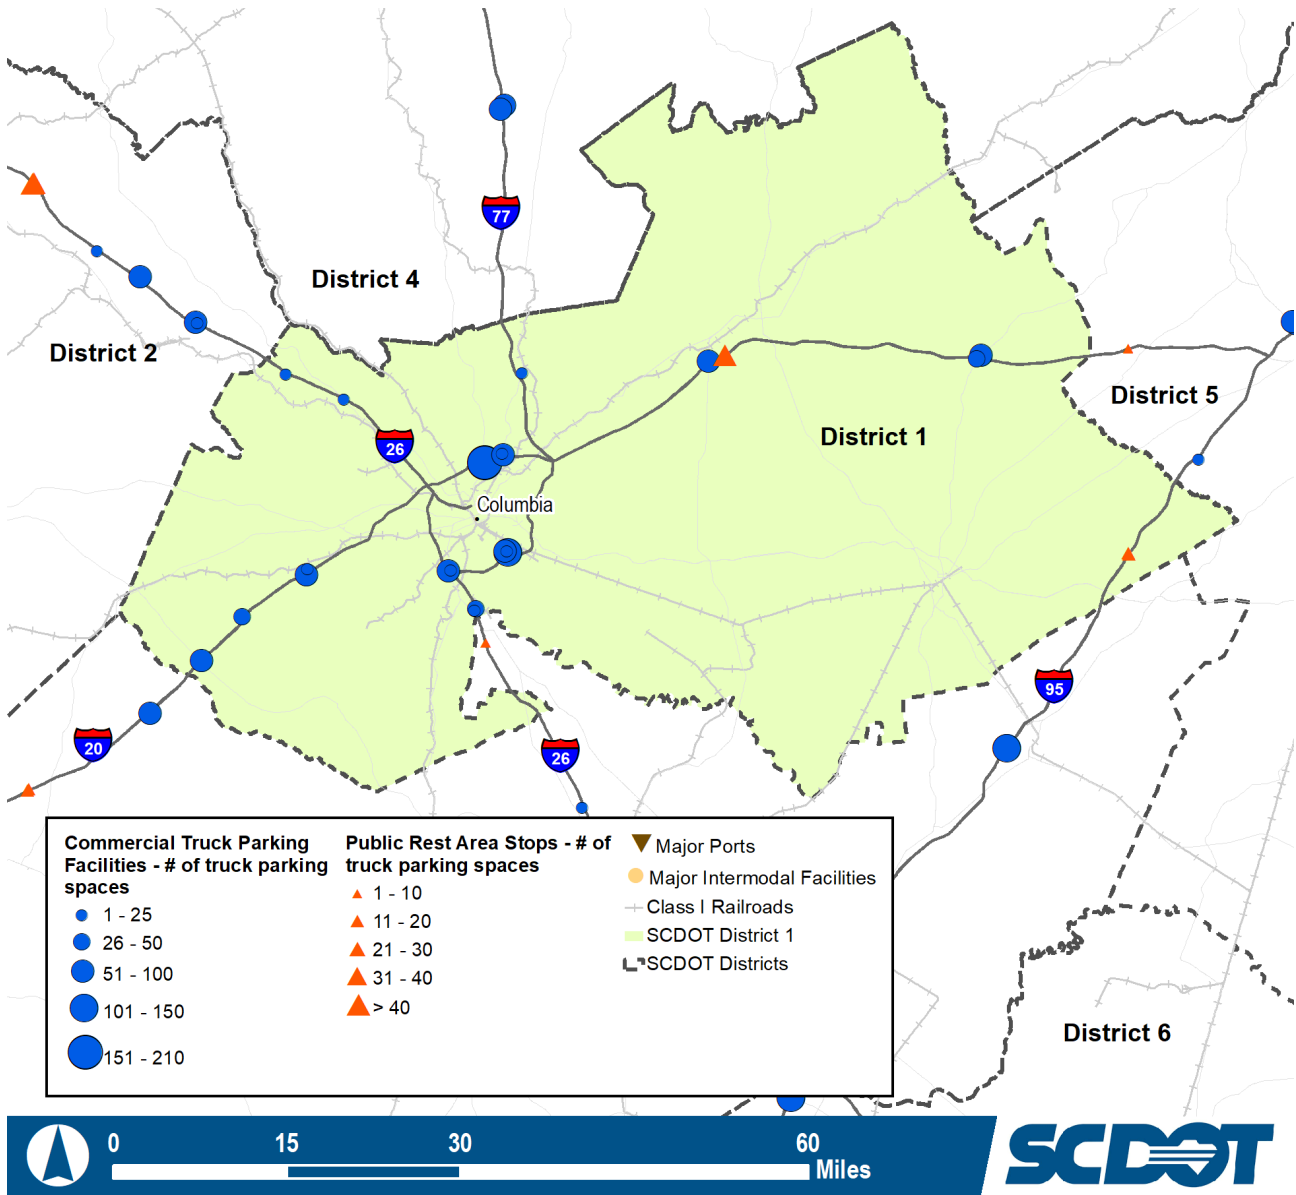 77
District 4
District 2
District 5
District 1
26
Columbia
95
20
26
Commercial Truck Parking
Facilities - # of truck parking
spaces
1 - 25
26 - 50
51 - 100
101 - 150
151 - 210
Public Rest Area Stops - # of
truck parking spaces
1 - 10
11 - 20
21 - 30
31 - 40
> 40
Major Ports
Major Intermodal Facilities
Class I Railroads
SCDOT District 1
SCDOT Districts
District 6
0 15 30 60
Miles
SCDOT